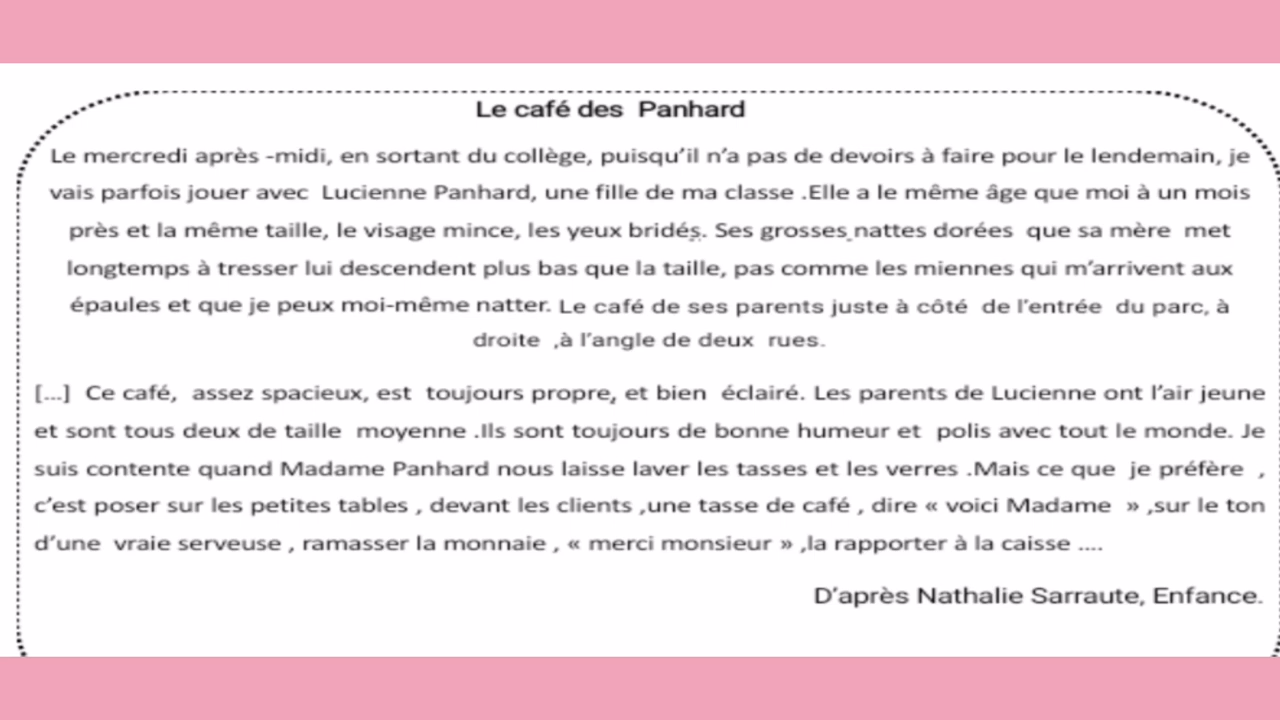 Le café des Panhard
Le mercredi après -midi, en sortant du collège, puisqu'il n'a pas de devoirs à faire pour le lendemain, je
vais parfois jouer avec Lucienne Panhard, une fille de ma classe .Elle a le même âge que moi à un mois
près et la même taille, le visage mince, les yeux bridés. Ses grosses nattes dorées que sa mère met
longtemps à tresser lui descendent plus bas que la taille, pas comme les miennes qui m'arrivent aux
épaules et que je peux moi-même natter. Le café de ses parents juste à côté de l'entrée du parc, à
droite ,à l'angle de deux rues.
[...] Ce café, assez spacieux, est toujours propre, et bien éclairé. Les parents de Lucienne ont l'air jeune
et sont tous deux de taille moyenne .Ils sont toujours de bonne humeur et polis avec tout le monde. Je
suis contente quand Madame Panhard nous laisse laver les tasses et les verres .Mais ce que je préfère ,
c'est poser sur les petites tables , devant les clients ,une tasse de café , dire « voici Madame » ,sur le ton
d'une vraie serveuse , ramasser la monnaie , « merci monsieur » ,la rapporter à la caisse ....
D'après Nathalie Sarraute, Enfance.